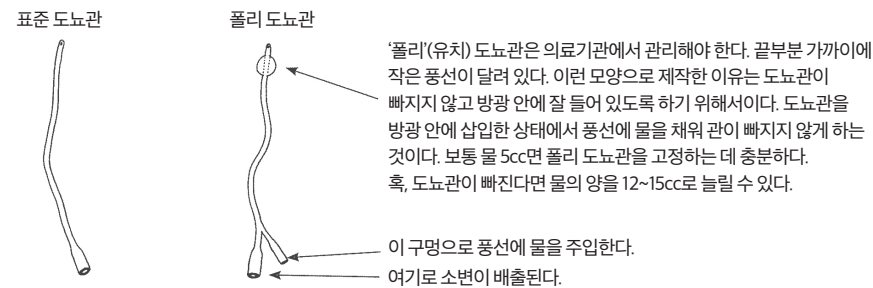 표준 도뇨관
폴리 도뇨관
‘폴리’(유치) 도뇨관은 의료기관에서 관리해야 한다. 끝부분 가까이에
작은 풍선이 달려 있다. 이런 모양으로 제작한 이유는 도뇨관이
빠지지 않고 방광 안에 잘 들어 있도록 하기 위해서이다. 도뇨관을
방광 안에 삽입한 상태에서 풍선에 물을 채워 관이 빠지지 않게 하는
것이다. 보통 물 5cc면 폴리 도뇨관을 고정하는 데 충분하다.
혹, 도뇨관이 빠진다면 물의 양을 12~15cc로 늘릴 수 있다.
이 구멍으로 풍선에 물을 주입한다.
여기로 소변이 배출된다.